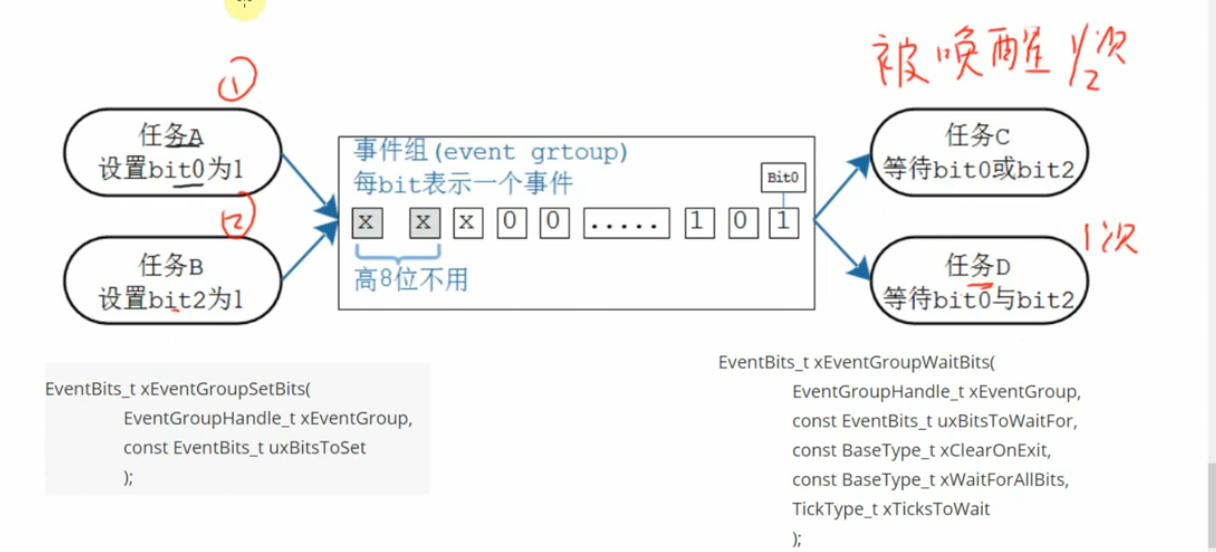 ①
被唤醒 1/2次
任务A
设置bit0为1
事件组(event grtoup)
每bit表示一个事件
Bit0
任务C
等待bit0或bit2
x x x 0 0 ..... 1 0 1
②
1次
任务B
设置bit2为1
高8位不用
任务D
等待bit0与bit2
EventBits_t xEventGroupSetBits(
EventGroupHandle_t xEventGroup,
const EventBits_t uxBitsToSet
);
EventBits_t xEventGroupWaitBits(
EventGroupHandle_t xEventGroup,
const EventBits_t uxBitsToWaitFor,
const BaseType_t xClearOnExit,
const BaseType_t xWaitForAllBits,
TickType_t xTicksToWait
);